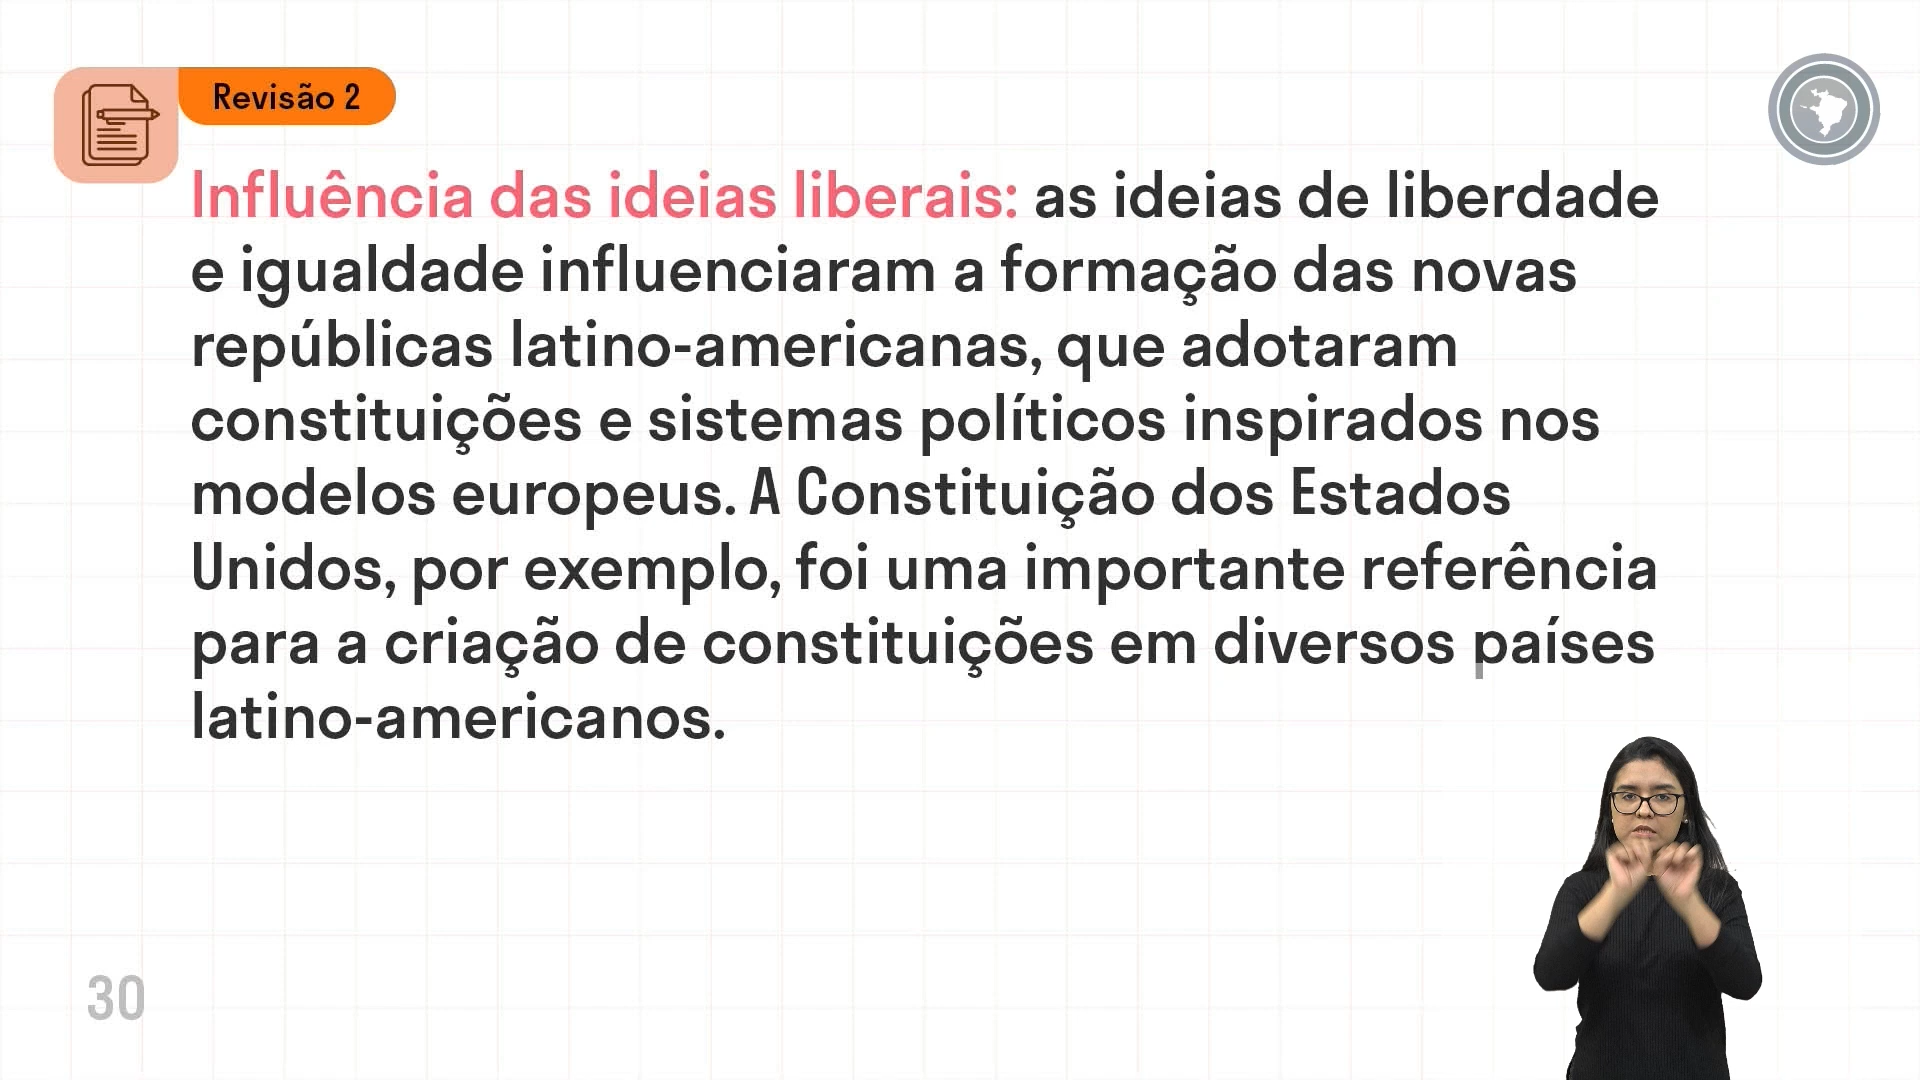 Revisão 2
Influência das ideias liberais: as ideias de liberdade
e igualdade influenciaram a formação das novas
repúblicas latino-americanas, que adotaram
constituições e sistemas políticos inspirados nos
modelos europeus. A Constituição dos Estados
Unidos, por exemplo, foi uma importante referência
para a criação de constituições em diversos países
latino-americanos.
30